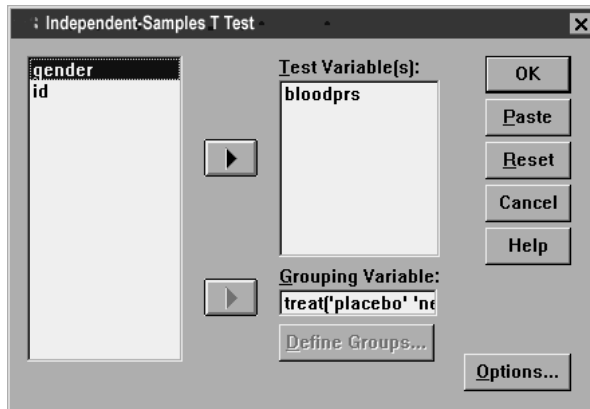 Independent-Samples T Test
gender
id
Test Variable(s):
bloodprs
Grouping Variable:
treat('placebo' 'ne
Define Groups...
OK
Paste
Reset
Cancel
Help
Options...